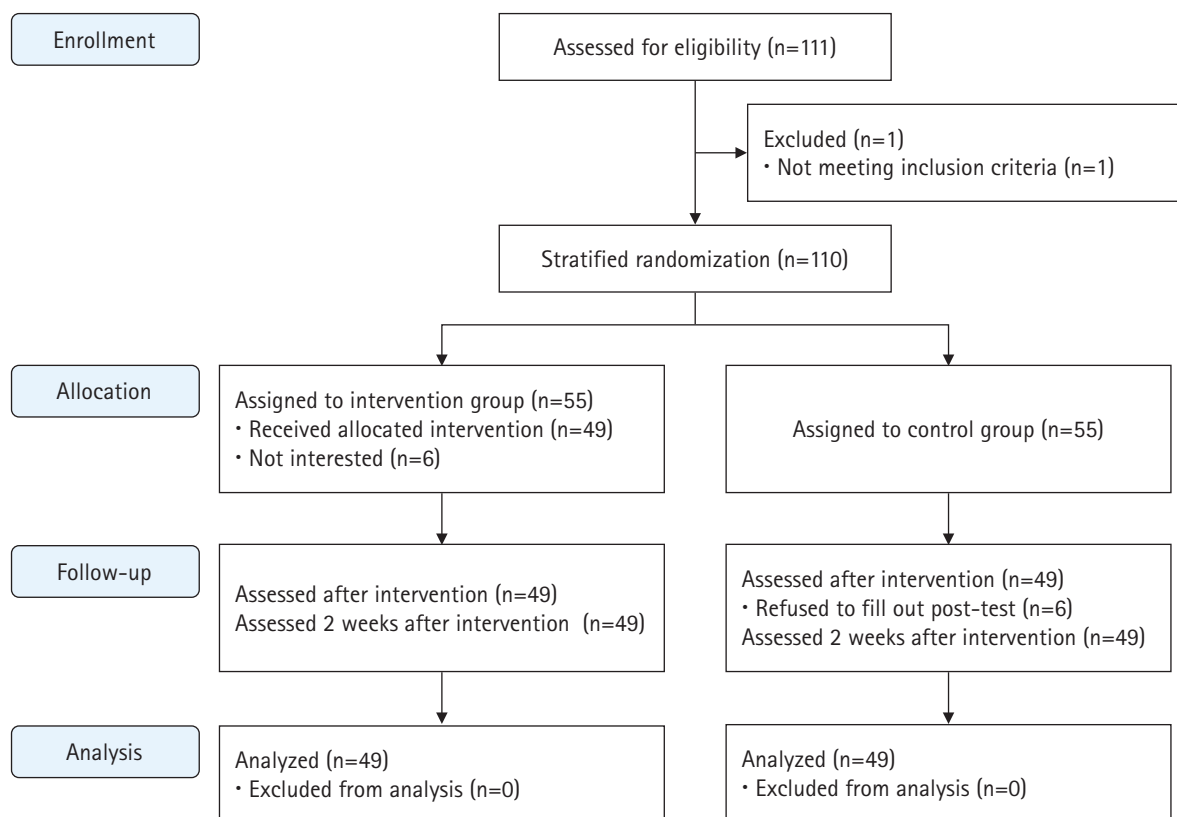 Enrollment
Assessed for eligibility (n=111)
Excluded (n=1)
• Not meeting inclusion criteria (n=1)
Stratified randomization (n=110)
Allocation
Assigned to intervention group (n=55)
• Received allocated intervention (n=49)
• Not interested (n=6)
Assigned to control group (n=55)
Follow-up
Assessed after intervention (n=49)
Assessed 2 weeks after intervention (n=49)
Assessed after intervention (n=49)
• Refused to fill out post-test (n=6)
Assessed 2 weeks after intervention (n=49)
Analysis
Analyzed (n=49)
• Excluded from analysis (n=0)
Analyzed (n=49)
• Excluded from analysis (n=0)